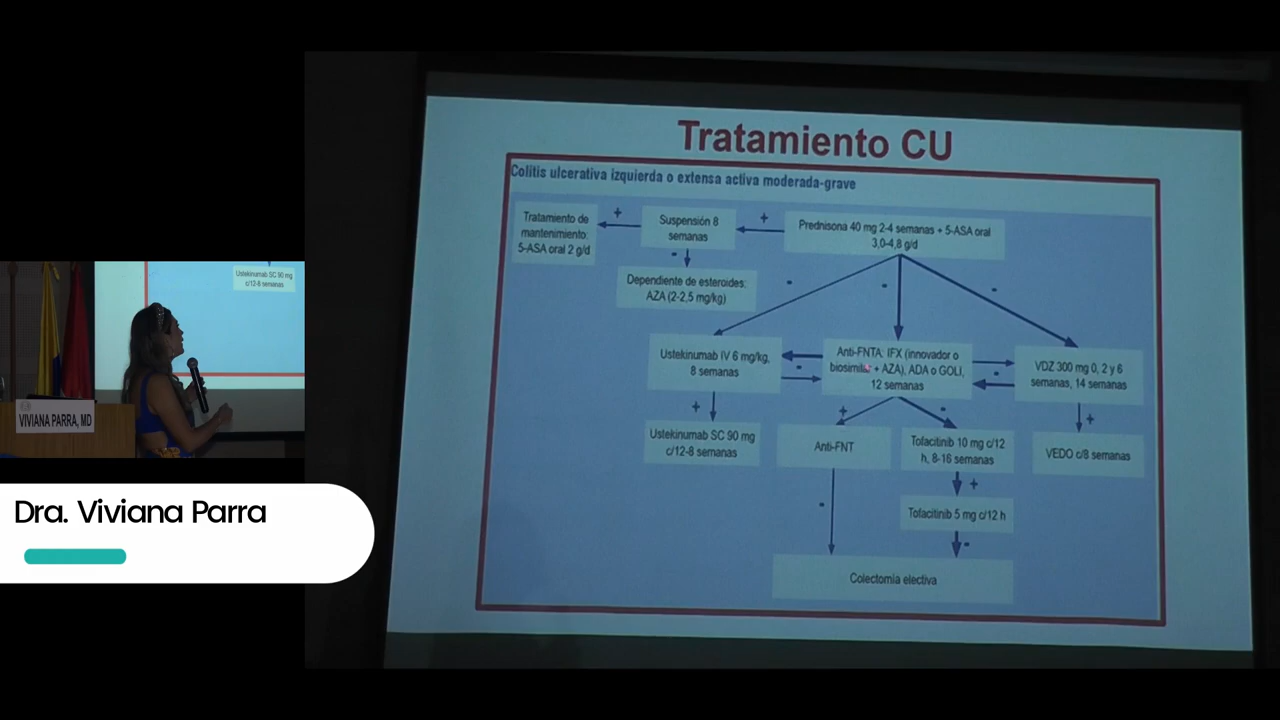 Tratamiento CU
Colitis ulcerativa izquierda o extensa activa moderada-grave
Tratamiento de
mantenimiento:
5-ASA oral 2 g/d
+
Suspensión 8
semanas
+
Prednisona 40 mg 2-4 semanas + 5-ASA oral
3,0-4,8 g/d
-
Dependiente de esteroides:
AZA (2-2,5 mg/kg)
-
-
-
Ustekinumab IV 6 mg/kg,
8 semanas
-
Anti-FNTA: IFX (innovador o
biosimilar + AZA), ADA o GOLI,
12 semanas
-
VDZ 300 mg 0, 2 y 6
semanas, 14 semanas
+
+
-
+
Ustekinumab SC 90 mg
c/12-8 semanas
Anti-FNT
Tofacitinib 10 mg c/12
h, 8-16 semanas
VEDO c/8 semanas
+
-
Tofacitinib 5 mg c/12 h
-
Colectomía electiva
Ustekinumab SC 90 mg
c/12-8 semanas
VIVIANA PARRA, MD
Dra. Viviana Parra